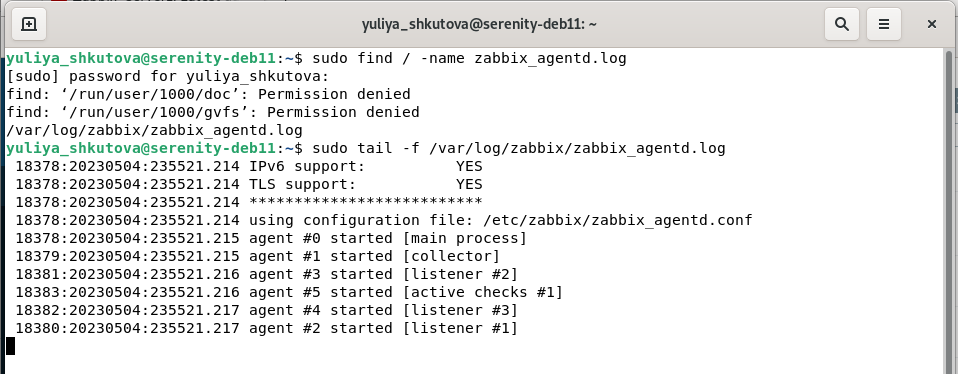 yuliya_shkutova@serenity-deb11: ~
yuliya_shkutova@serenity-deb11:~$ sudo find / -name zabbix_agentd.log
[sudo] password for yuliya_shkutova:
find: ‘/run/user/1000/doc’: Permission denied
find: ‘/run/user/1000/gvfs’: Permission denied
/var/log/zabbix/zabbix_agentd.log
yuliya_shkutova@serenity-deb11:~$ sudo tail -f /var/log/zabbix/zabbix_agentd.log
18378:20230504:235521.214 IPv6 support:          YES
18378:20230504:235521.214 TLS support:           YES
18378:20230504:235521.214 **************************
18378:20230504:235521.214 using configuration file: /etc/zabbix/zabbix_agentd.conf
18378:20230504:235521.215 agent #0 started [main process]
18379:20230504:235521.215 agent #1 started [collector]
18381:20230504:235521.216 agent #3 started [listener #2]
18383:20230504:235521.216 agent #5 started [active checks #1]
18382:20230504:235521.217 agent #4 started [listener #3]
18380:20230504:235521.217 agent #2 started [listener #1]